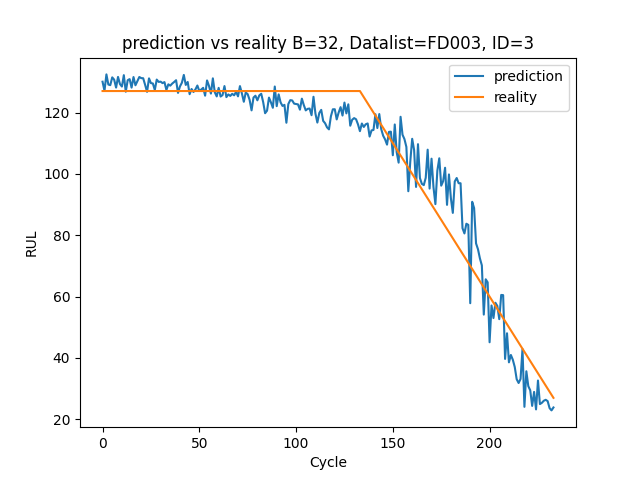 prediction vs reality B=32, Datalist=FD003, ID=3
prediction
reality
RUL
120
100
80
60
40
20
0
50
100
150
200
Cycle